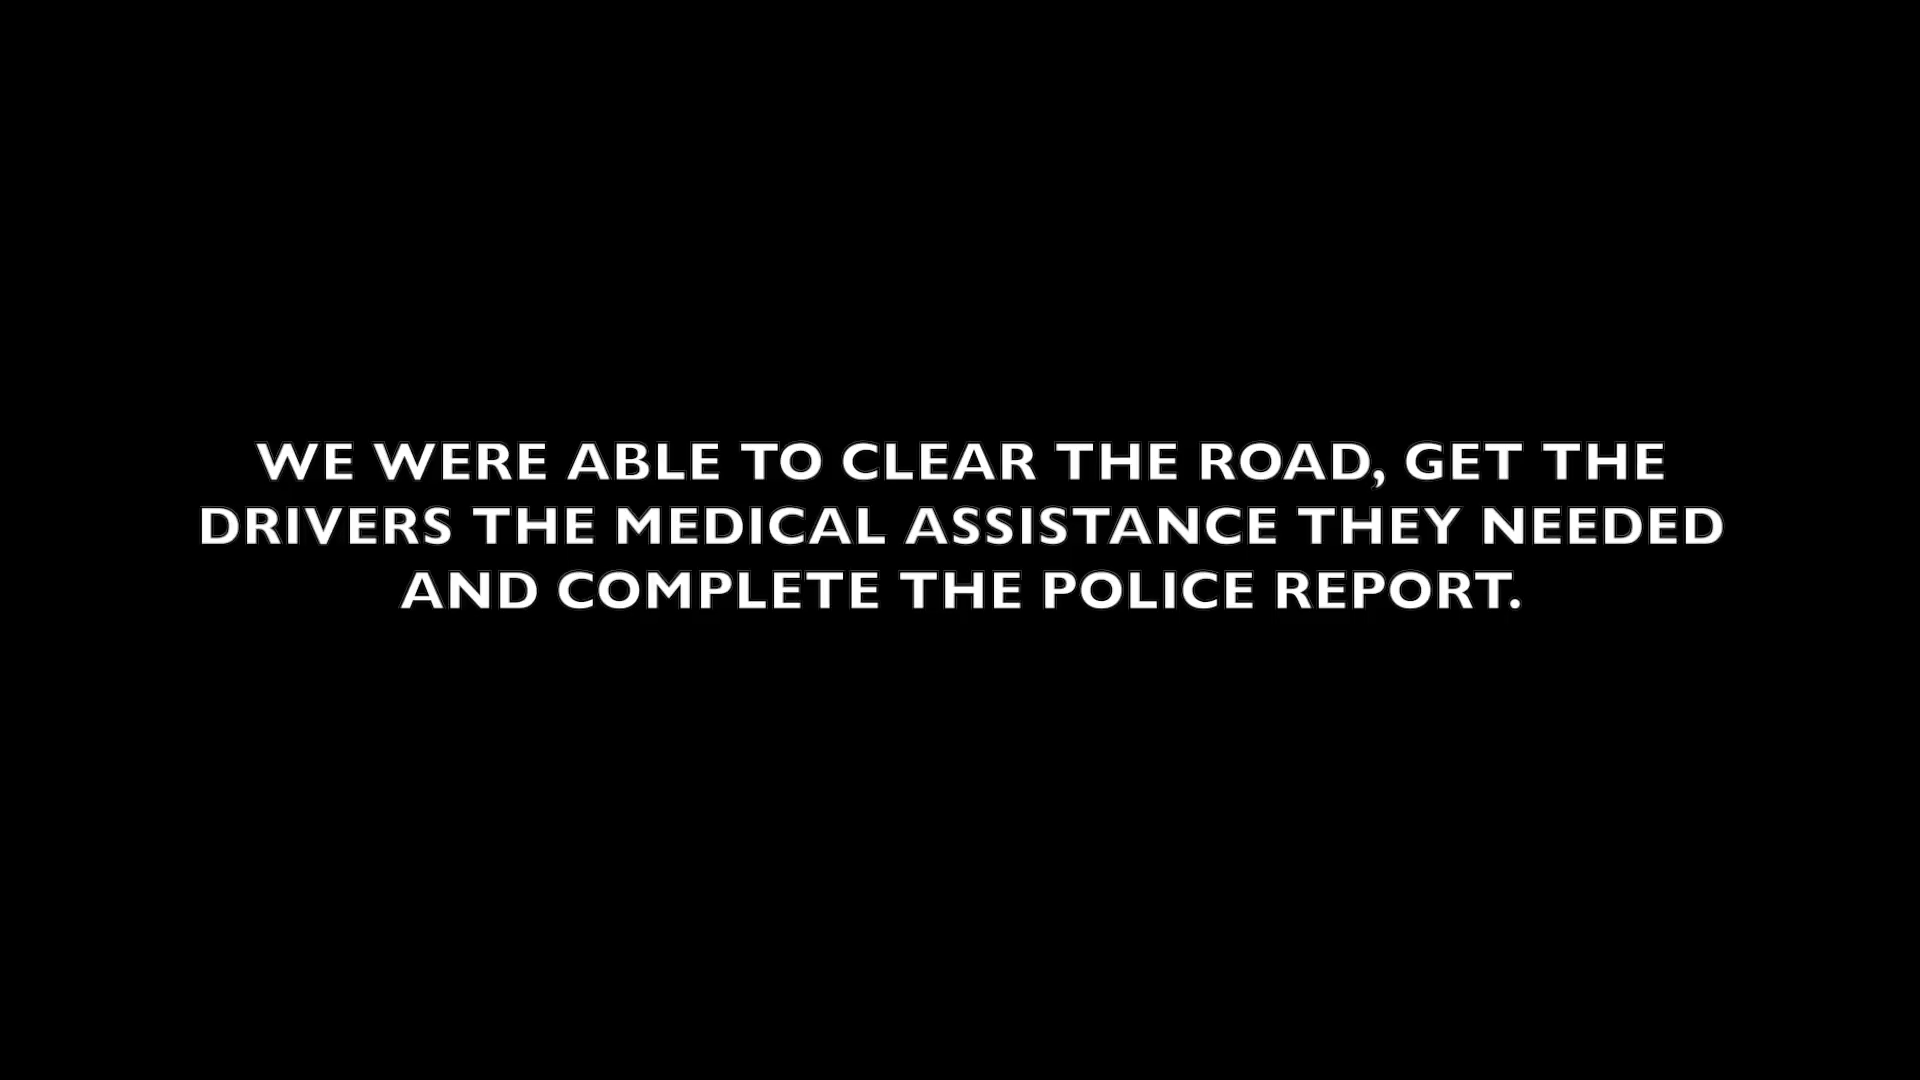 WE WERE ABLE TO CLEAR THE ROAD, GET THE
DRIVERS THE MEDICAL ASSISTANCE THEY NEEDED
AND COMPLETE THE POLICE REPORT.